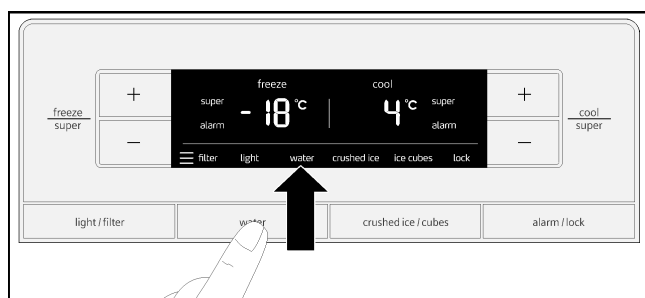 freeze cool
super - 18 °C 4 °C super
alarm alarm
filter light water crushed ice ice cubes lock
freeze
super
+
−
+
−
cool
super
light / filter water crushed ice / cubes alarm / lock